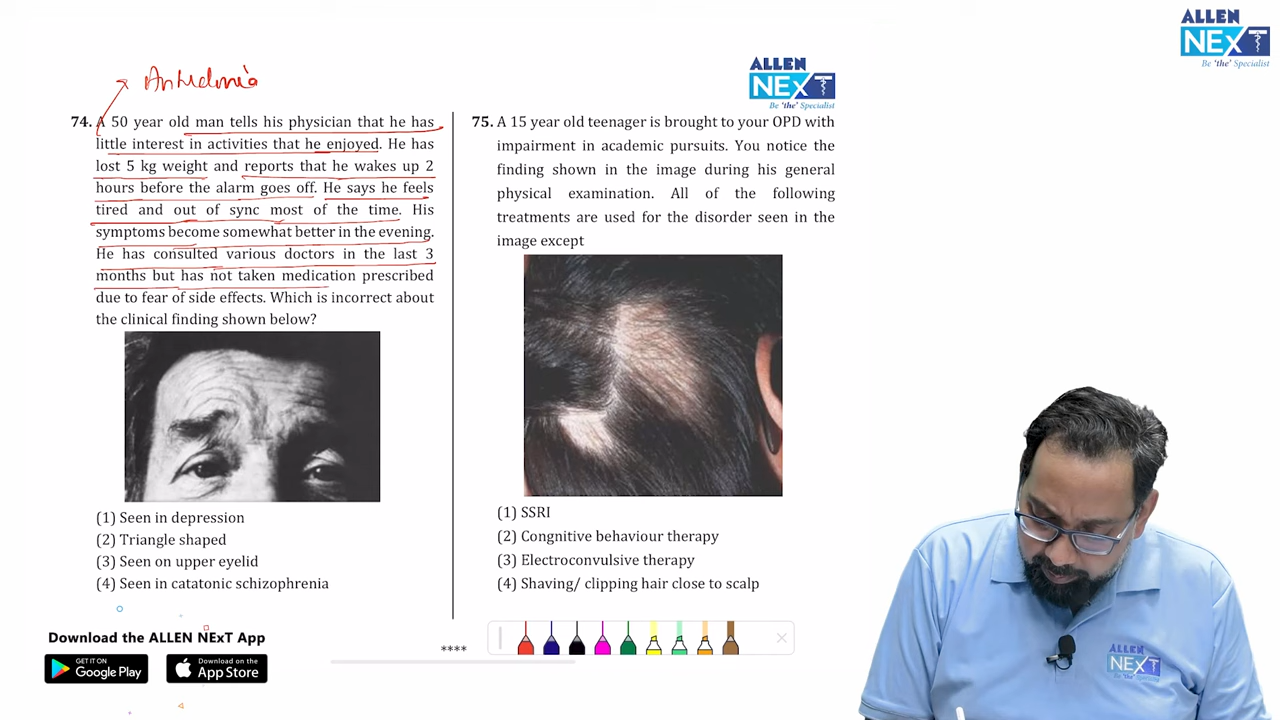 ALLEN
NExT
Be 'the' Specialist
Anhedonia
ALLEN
NExT
Be 'the' Specialist
74. A 50 year old man tells his physician that he has
little interest in activities that he enjoyed. He has
lost 5 kg weight and reports that he wakes up 2
hours before the alarm goes off. He says he feels
tired and out of sync most of the time. His
symptoms become somewhat better in the evening.
He has consulted various doctors in the last 3
months but has not taken medication prescribed
due to fear of side effects. Which is incorrect about
the clinical finding shown below?
(1) Seen in depression
(2) Triangle shaped
(3) Seen on upper eyelid
(4) Seen in catatonic schizophrenia
75. A 15 year old teenager is brought to your OPD with
impairment in academic pursuits. You notice the
finding shown in the image during his general
physical examination. All of the following
treatments are used for the disorder seen in the
image except
(1) SSRI
(2) Congnitive behaviour therapy
(3) Electroconvulsive therapy
(4) Shaving/ clipping hair close to scalp
Download the ALLEN NExT App
GET IT ON
Google Play
Download on the
App Store
****
ALLEN
NEXT